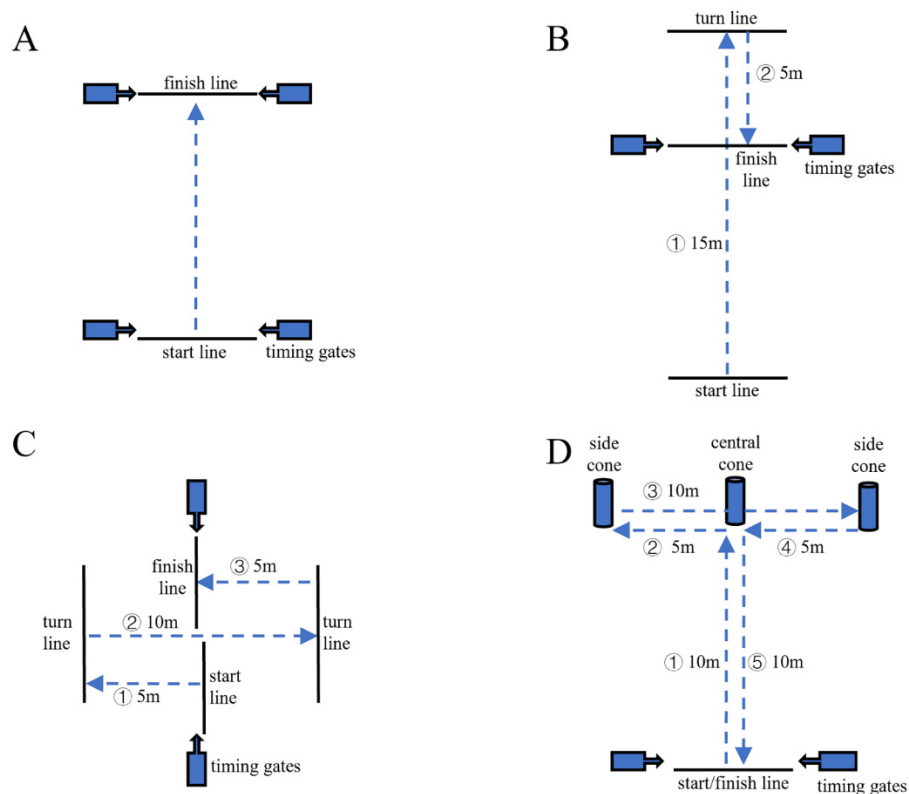 A
finish line
start line
timing gates
B
turn line
② 5m
finish
line
timing gates
① 15m
start line
C
finish
line
③ 5m
turn
line
② 10m
turn
line
① 5m
start
line
timing gates
D
side
cone
central
cone
side
cone
③ 10m
② 5m
④ 5m
① 10m
⑤ 10m
start/finish line
timing gates